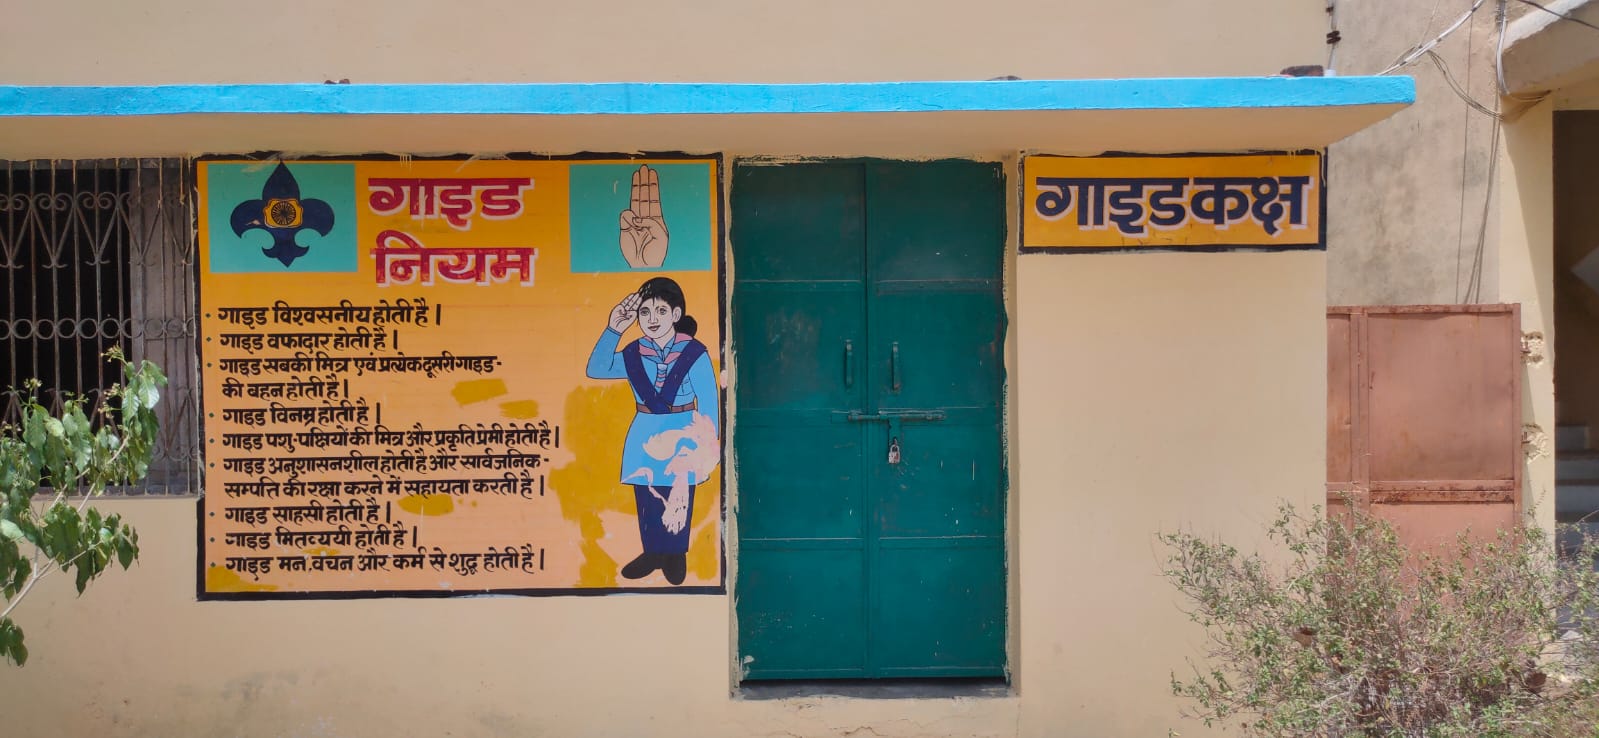 गाइड
नियम
गाइड विश्वसनीय होती है।
गाइड वफादार होती है।
गाइड सबकी मित्र एवं प्रत्येक दूसरी गाइड-
की बहन होती है।
गाइड विनम्र होती है।
गाइड पशु-पक्षियों की मित्र और प्रकृति प्रेमी होती है।
गाइड अनुशासनशील होती है और सार्वजनिक-
सम्पत्ति की रक्षा करने में सहायता करती है।
गाइड साहसी होती है।
गाइड मितव्ययी होती है।
गाइड मन, वचन और कर्म से शुद्व होती है।
गाइड कक्ष